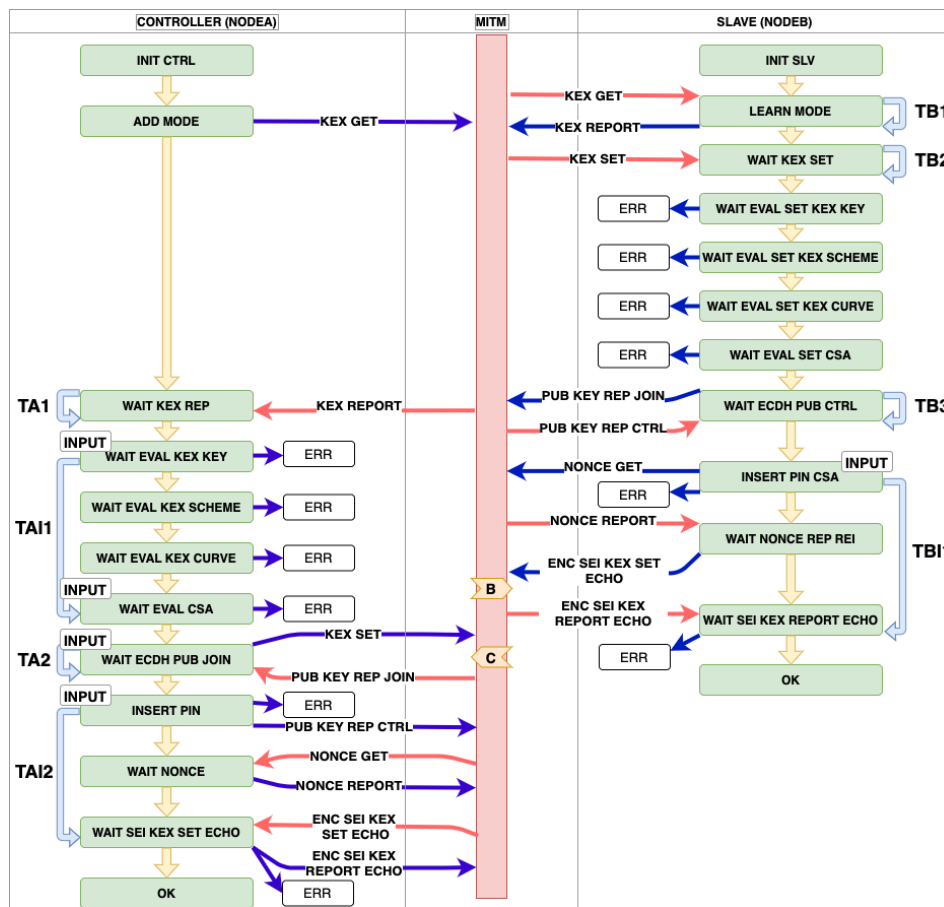 CONTROLLER (NODEA)
MITM
SLAVE (NODEB)
INIT CTRL
INIT SLV
KEX GET
ADD MODE
KEX GET
LEARN MODE
TB1
KEX REPORT
KEX SET
WAIT KEX SET
TB2
ERR
WAIT EVAL SET KEX KEY
ERR
WAIT EVAL SET KEX SCHEME
ERR
WAIT EVAL SET KEX CURVE
ERR
WAIT EVAL SET CSA
TA1
WAIT KEX REP
KEX REPORT
PUB KEY REP JOIN
WAIT ECDH PUB CTRL
TB3
PUB KEY REP CTRL
INPUT
WAIT EVAL KEX KEY
ERR
NONCE GET
INPUT
INSERT PIN CSA
ERR
WAIT EVAL KEX SCHEME
ERR
NONCE REPORT
TAI1
WAIT NONCE REP REI
TBI1
WAIT EVAL KEX CURVE
ERR
ENC SEI KEX SET
ECHO
INPUT
B
WAIT EVAL CSA
ERR
ENC SEI KEX
REPORT ECHO
WAIT SEI KEX REPORT ECHO
KEX SET
INPUT
TA2
WAIT ECDH PUB JOIN
C
ERR
PUB KEY REP JOIN
OK
INPUT
INSERT PIN
ERR
PUB KEY REP CTRL
NONCE GET
TAI2
WAIT NONCE
NONCE REPORT
ENC SEI KEX
SET ECHO
WAIT SEI KEX SET ECHO
ENC SEI KEX
REPORT ECHO
OK
ERR